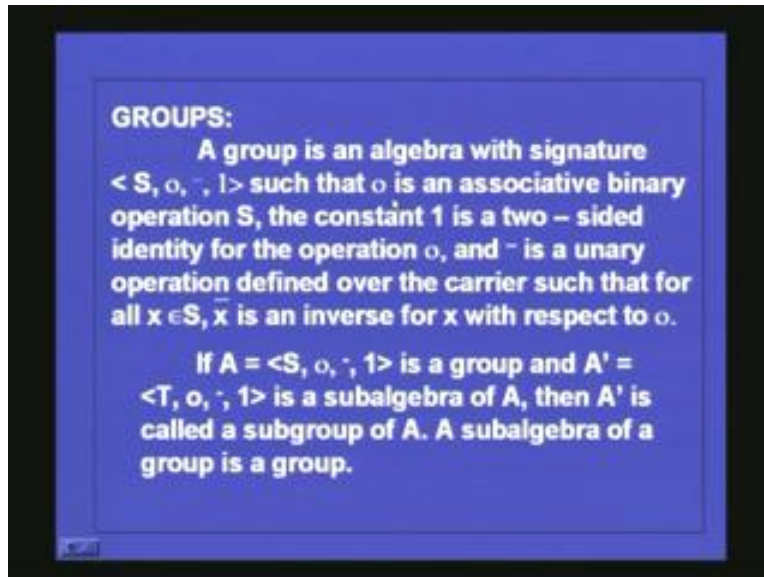 GROUPS:
A group is an algebra with signature
< S, o, ⁻, 1> such that o is an associative binary
operation S, the constant 1 is a two – sided
identity for the operation o, and ⁻ is a unary
operation defined over the carrier such that for
all x ∈S, x̅ is an inverse for x with respect to o.
If A = <S, o, ⁻, 1> is a group and A' =
<T, o, ⁻, 1> is a subalgebra of A, then A' is
called a subgroup of A. A subalgebra of a
group is a group.